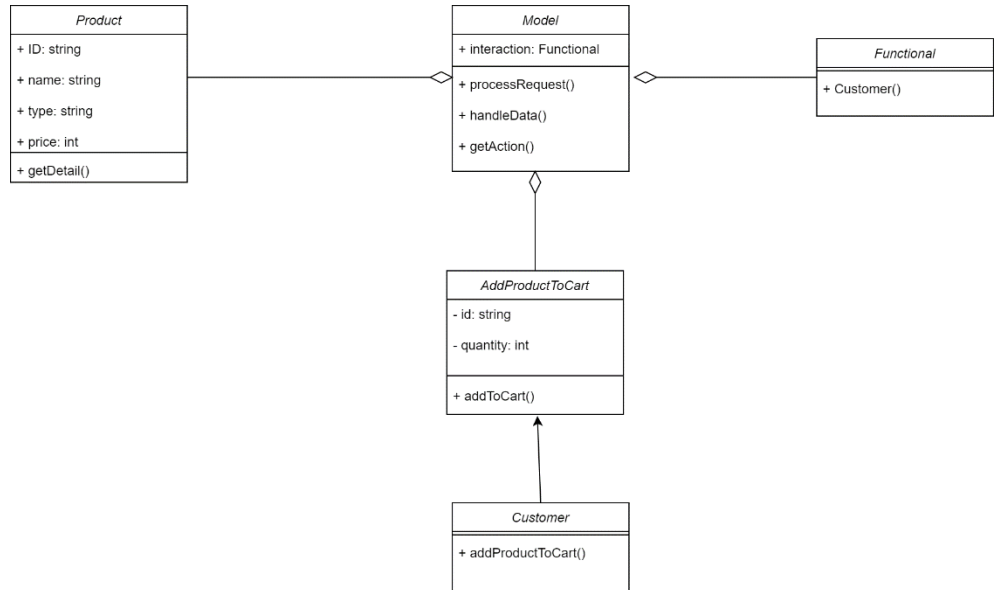 Product
+ ID: string
+ name: string
+ type: string
+ price: int
+ getDetail()
Model
+ interaction: Functional
+ processRequest()
+ handleData()
+ getAction()
Functional
+ Customer()
AddProductToCart
- id: string
- quantity: int
+ addToCart()
Customer
+ addProductToCart()